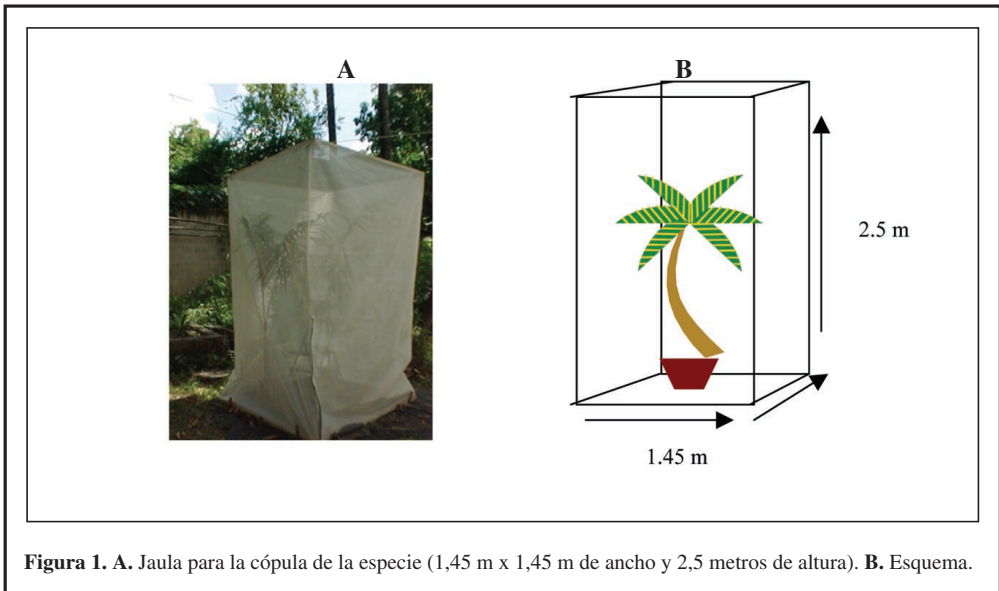 A
B
2.5 m
1.45 m
Figura 1. A. Jaula para la cópula de la especie (1,45 m x 1,45 m de ancho y 2,5 metros de altura). B. Esquema.